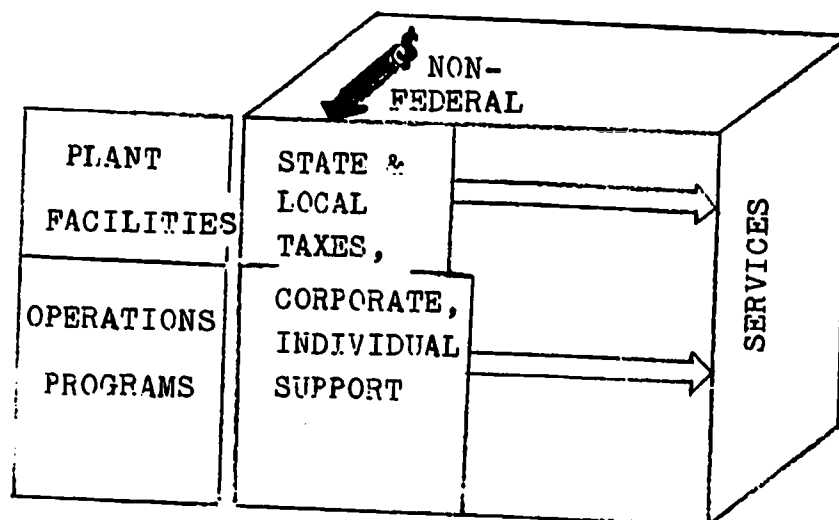 $
NON-
FEDERAL
PLANT
FACILITIES
STATE &
LOCAL
TAXES,
CORPORATE,
INDIVIDUAL
SUPPORT
OPERATIONS
PROGRAMS
SERVICES